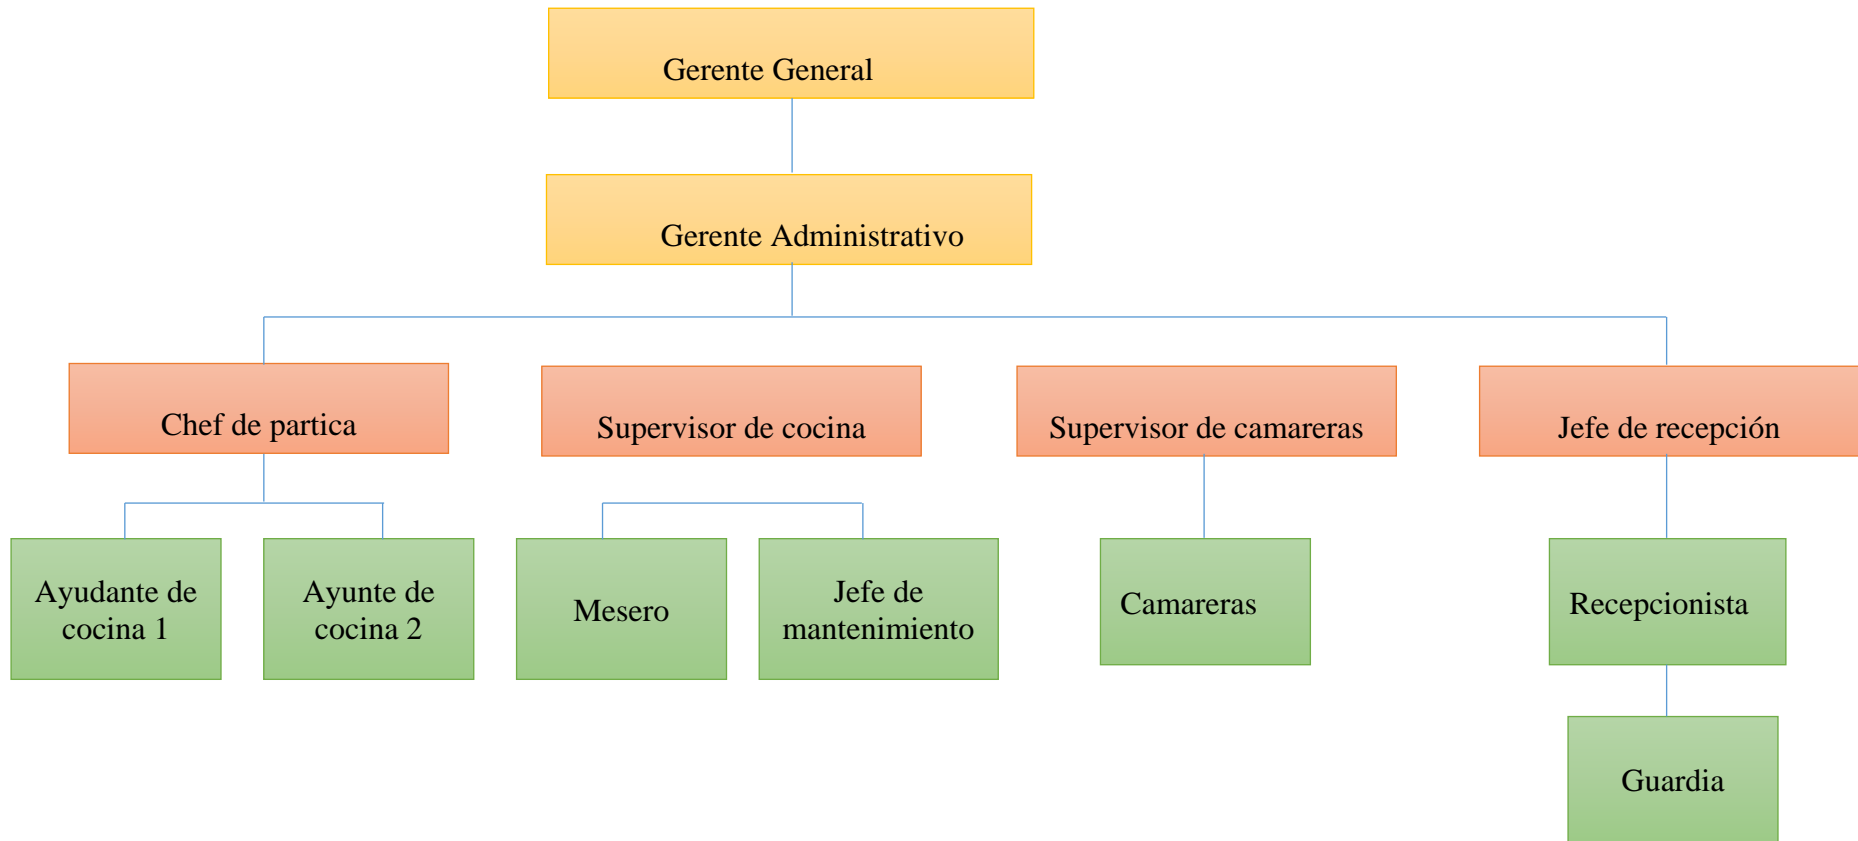 Gerente General
Gerente Administrativo
Chef de partica
Supervisor de cocina
Supervisor de camareras
Jefe de recepción
Ayudante de
cocina 1
Ayunte de
cocina 2
Mesero
Jefe de
mantenimiento
Camareras
Recepcionista
Guardia